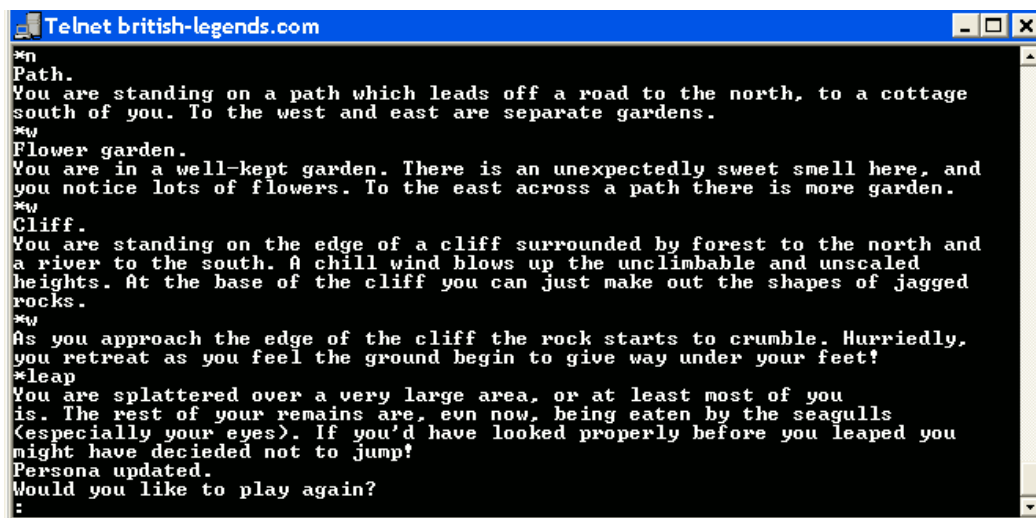 Telnet british-legends.com
*n
Path.
You are standing on a path which leads off a road to the north, to a cottage
south of you. To the west and east are separate gardens.
*w
Flower garden.
You are in a well-kept garden. There is an unexpectedly sweet smell here, and
you notice lots of flowers. To the east across a path there is more garden.
*w
Cliff.
You are standing on the edge of a cliff surrounded by forest to the north and
a river to the south. A chill wind blows up the unclimbable and unscaled
heights. At the base of the cliff you can just make out the shapes of jagged
rocks.
*w
As you approach the edge of the cliff the rock starts to crumble. Hurriedly,
you retreat as you feel the ground begin to give way under your feet!
*leap
You are splattered over a very large area, or at least most of you
is. The rest of your remains are, evn now, being eaten by the seagulls
(especially your eyes). If you'd have looked properly before you leaped you
might have decieded not to jump!
Persona updated.
Would you like to play again?
: